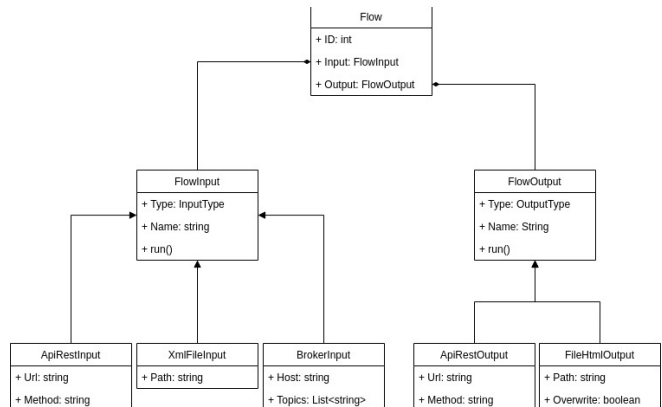 Flow
+ ID: int
+ Input: FlowInput
+ Output: FlowOutput
FlowInput
+ Type: InputType
+ Name: string
+ run()
FlowOutput
+ Type: OutputType
+ Name: String
+ run()
ApiRestInput
+ Url: string
+ Method: string
XmlFileInput
+ Path: string
BrokerInput
+ Host: string
+ Topics: List<string>
ApiRestOutput
+ Url: string
+ Method: string
FileHtmlOutput
+ Path: string
+ Overwrite: boolean